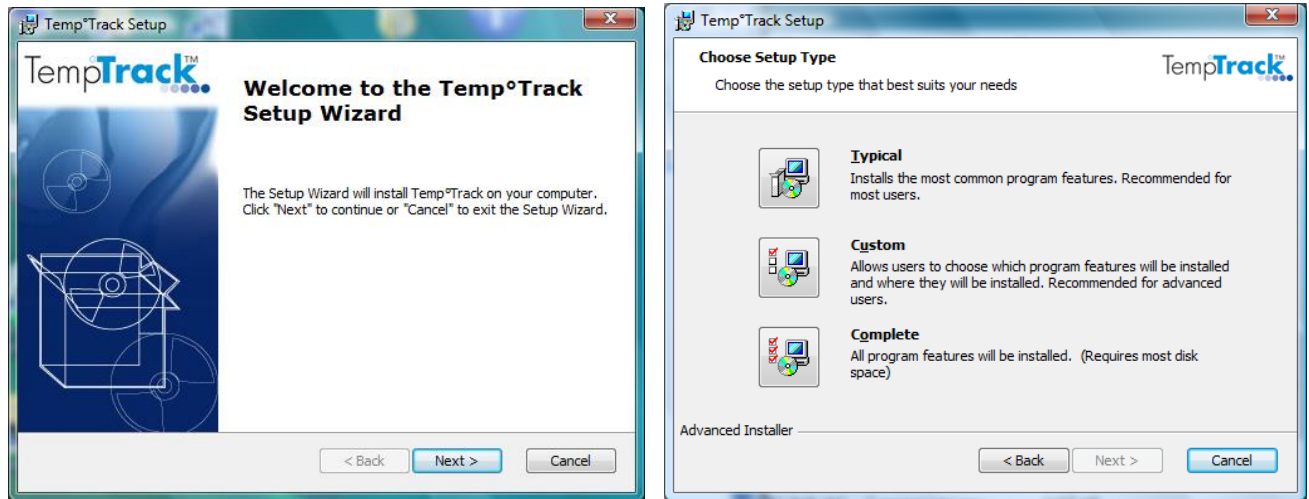 Temp°Track Setup
TempTrack™
Welcome to the Temp°Track
Setup Wizard
The Setup Wizard will install Temp°Track on your computer.
Click "Next" to continue or "Cancel" to exit the Setup Wizard.
< Back
Next >
Cancel
Temp°Track Setup
Choose Setup Type
Choose the setup type that best suits your needs
TempTrack™
Typical
Installs the most common program features. Recommended for
most users.
Custom
Allows users to choose which program features will be installed
and where they will be installed. Recommended for advanced
users.
Complete
All program features will be installed. (Requires most disk
space)
Advanced Installer
< Back
Next >
Cancel